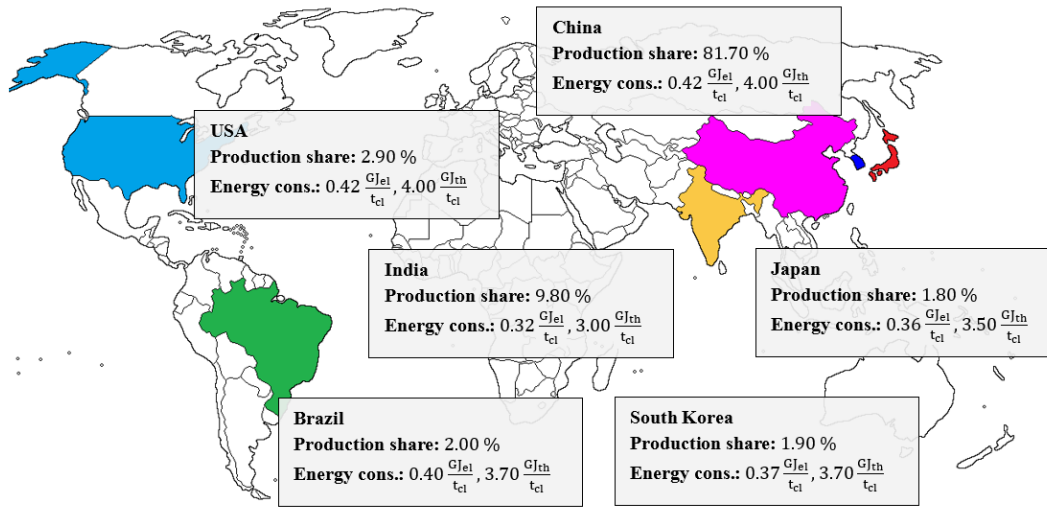 China
Production share: 81.70 %
Energy cons.: 0.42 GJel/tcl, 4.00 GJth/tcl
USA
Production share: 2.90 %
Energy cons.: 0.42 GJel/tcl, 4.00 GJth/tcl
India
Production share: 9.80 %
Energy cons.: 0.32 GJel/tcl, 3.00 GJth/tcl
Japan
Production share: 1.80 %
Energy cons.: 0.36 GJel/tcl, 3.50 GJth/tcl
Brazil
Production share: 2.00 %
Energy cons.: 0.40 GJel/tcl, 3.70 GJth/tcl
South Korea
Production share: 1.90 %
Energy cons.: 0.37 GJel/tcl, 3.70 GJth/tcl